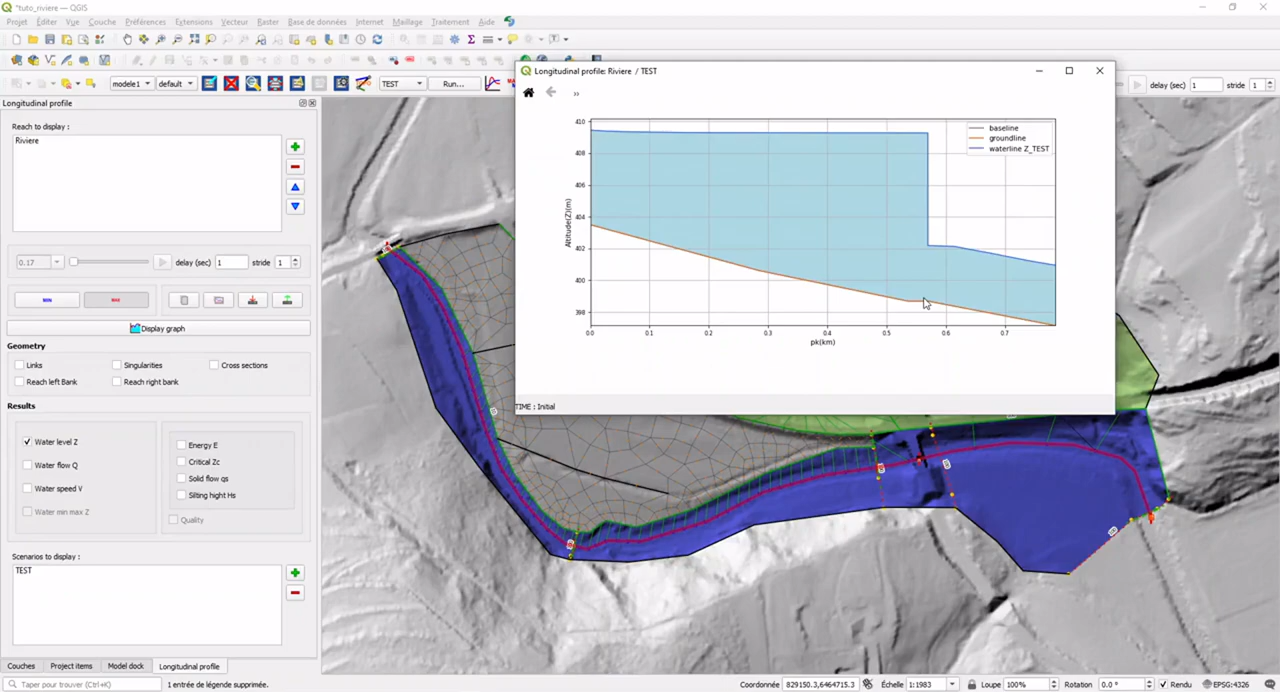 *tuto_riviere — QGIS
Projet Éditer Vue Couche Préférences Extensions Vecteur Raster Base de données Internet Maillage Traitement Aide
model1 default TEST Run... delay (sec) 1 stride 1
Longitudinal profile
Reach to display :
Riviere
0.17 delay (sec) 1 stride 1
Display graph
Geometry
Links Singularities Cross sections
Reach left Bank Reach right bank
Results
Water level Z
Water flow Q
Water speed V
Water min max Z
Energy E
Critical Zc
Solid flow qs
Silting hight Hs
Quality
Scenarios to display :
TEST
Couches Project items Model dock Longitudinal profile
Longitudinal profile: Riviere / TEST
baseline
groundline
waterline Z_TEST
Altitude(Z)(m)
410
408
406
404
402
400
398
0.0 0.1 0.2 0.3 0.4 0.5 0.6 0.7
pk(km)
TIME : Initial
Taper pour trouver (Ctrl+K) 1 entrée de légende supprimée. Coordonnée 829150.3,6464715.3 Échelle 1:1983 Loupe 100% Rotation 0.0 ° Rendu EPSG:4326